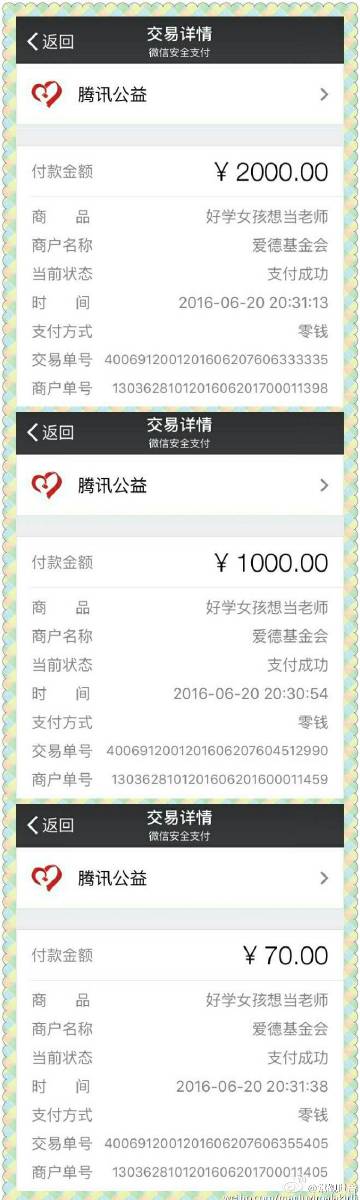 返回
交易详情
微信安全支付
腾讯公益
付款金额 ¥ 2000.00
商 品 好学女孩想当老师
商户名称 爱德基金会
当前状态 支付成功
时 间 2016-06-20 20:31:13
支付方式 零钱
交易单号 4006912001201606207606333335
商户单号 1303628101201606201700011398
返回
交易详情
微信安全支付
腾讯公益
付款金额 ¥ 1000.00
商 品 好学女孩想当老师
商户名称 爱德基金会
当前状态 支付成功
时 间 2016-06-20 20:30:54
支付方式 零钱
交易单号 4006912001201606207604512990
商户单号 1303628101201606201600011459
返回
交易详情
微信安全支付
腾讯公益
付款金额 ¥ 70.00
商 品 好学女孩想当老师
商户名称 爱德基金会
当前状态 支付成功
时 间 2016-06-20 20:31:38
支付方式 零钱
交易单号 4006912001201606207606355405
商户单号 1303628101201606201700011405